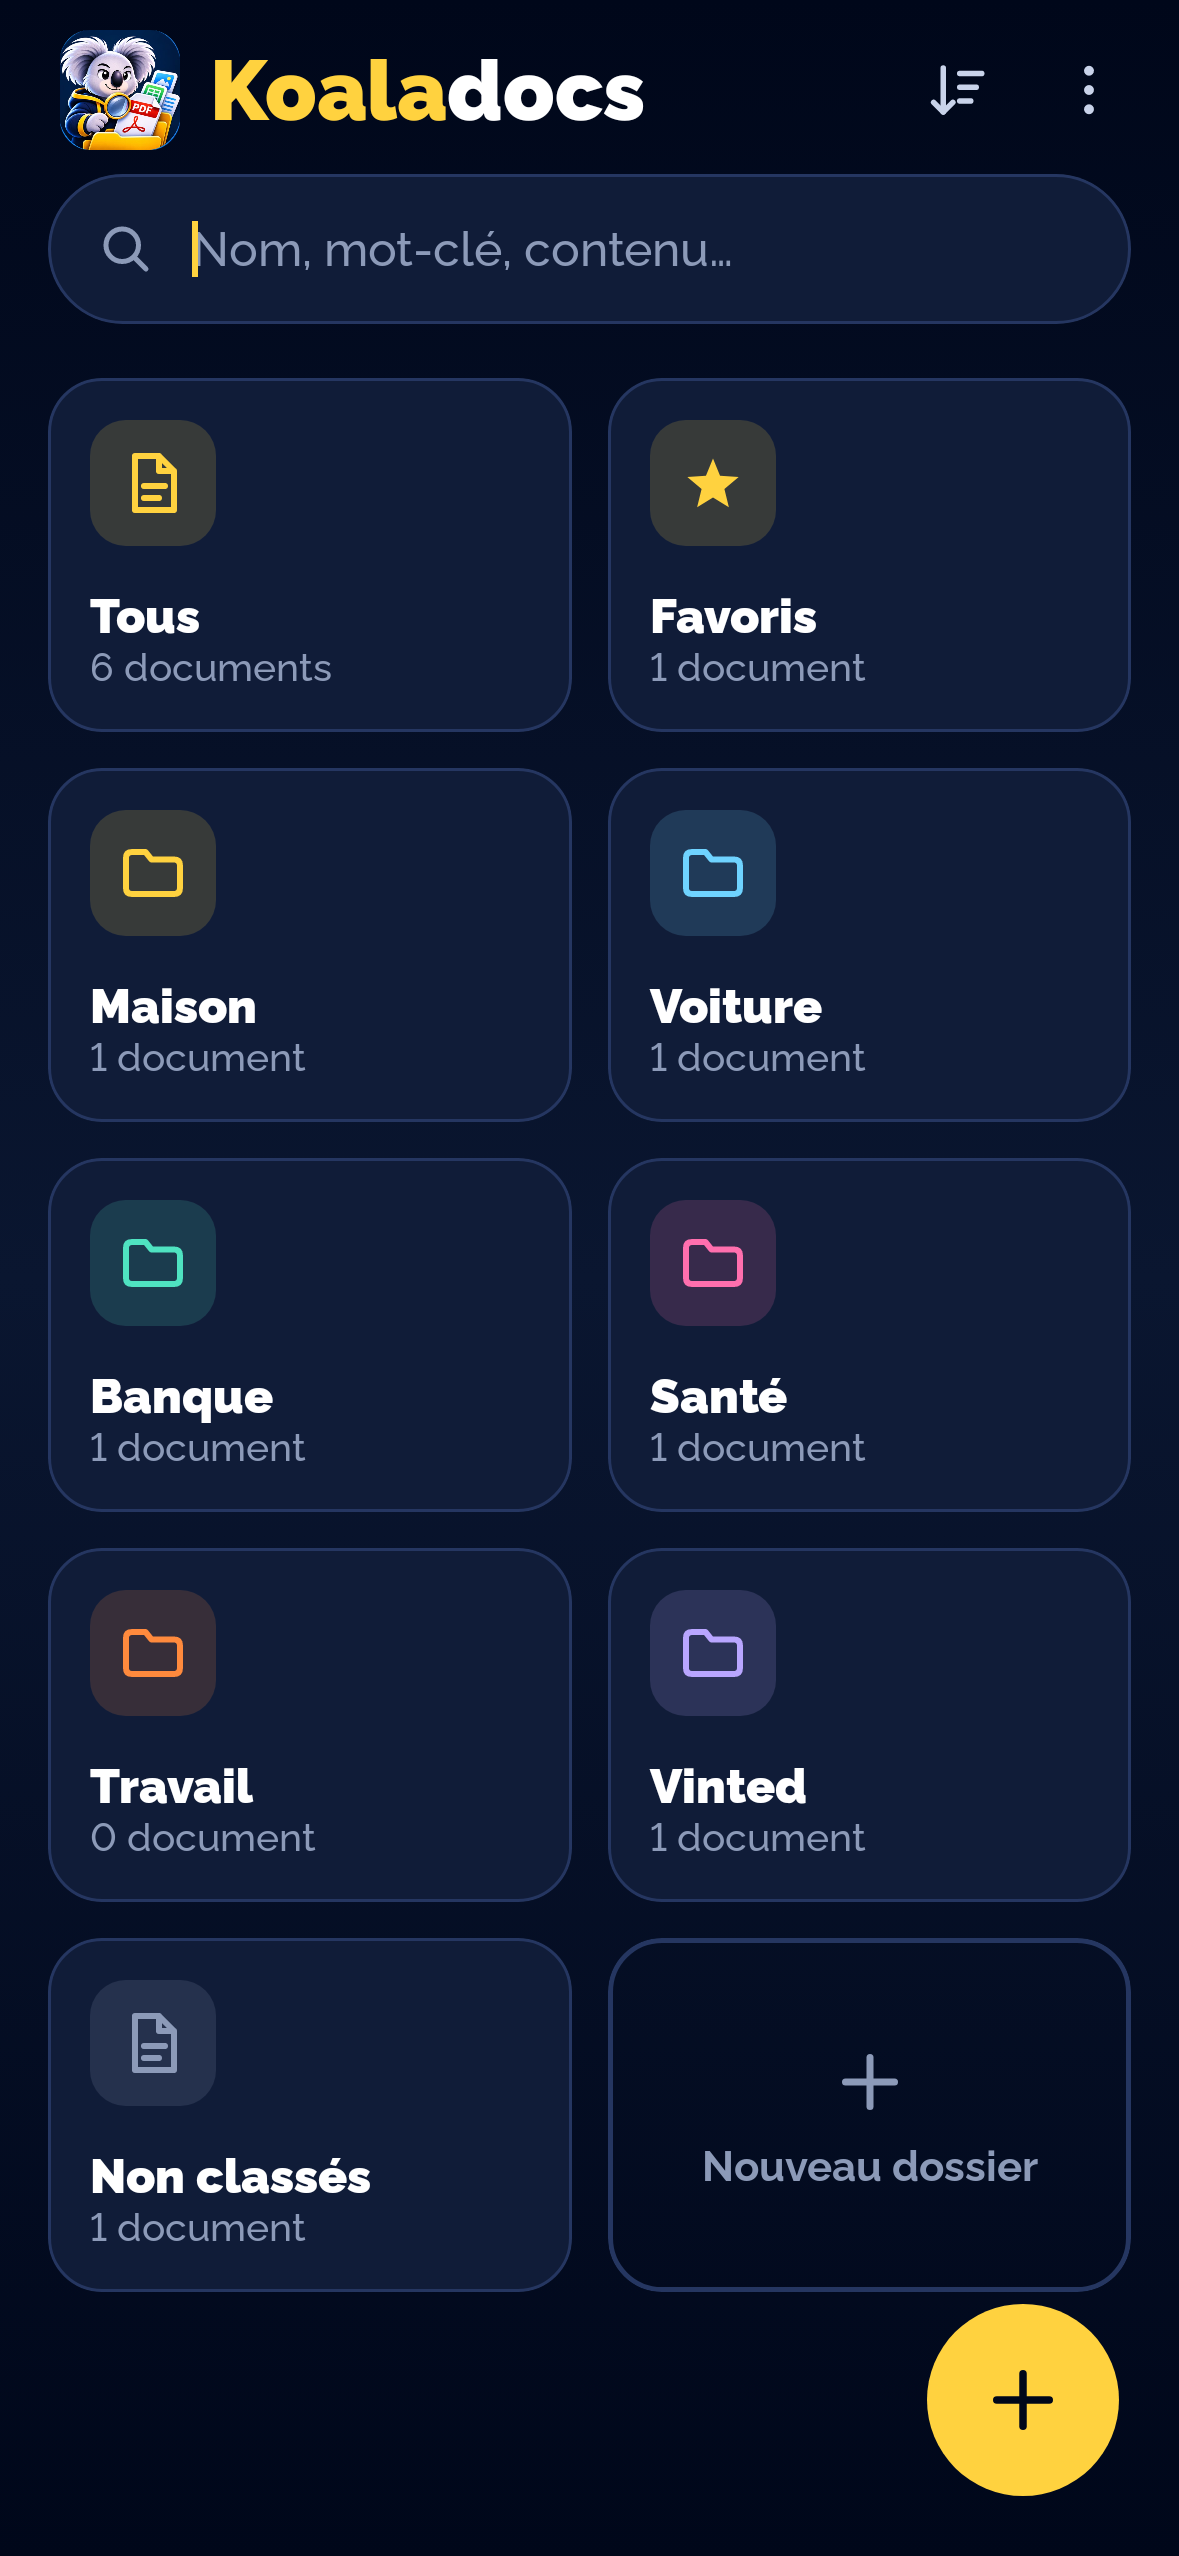 Koaladocs
PDF
Nom, mot-clé, contenu...
Tous
6 documents
Favoris
1 document
Maison
1 document
Voiture
1 document
Banque
1 document
Santé
1 document
Travail
0 document
Vinted
1 document
Non classés
1 document
Nouveau dossier